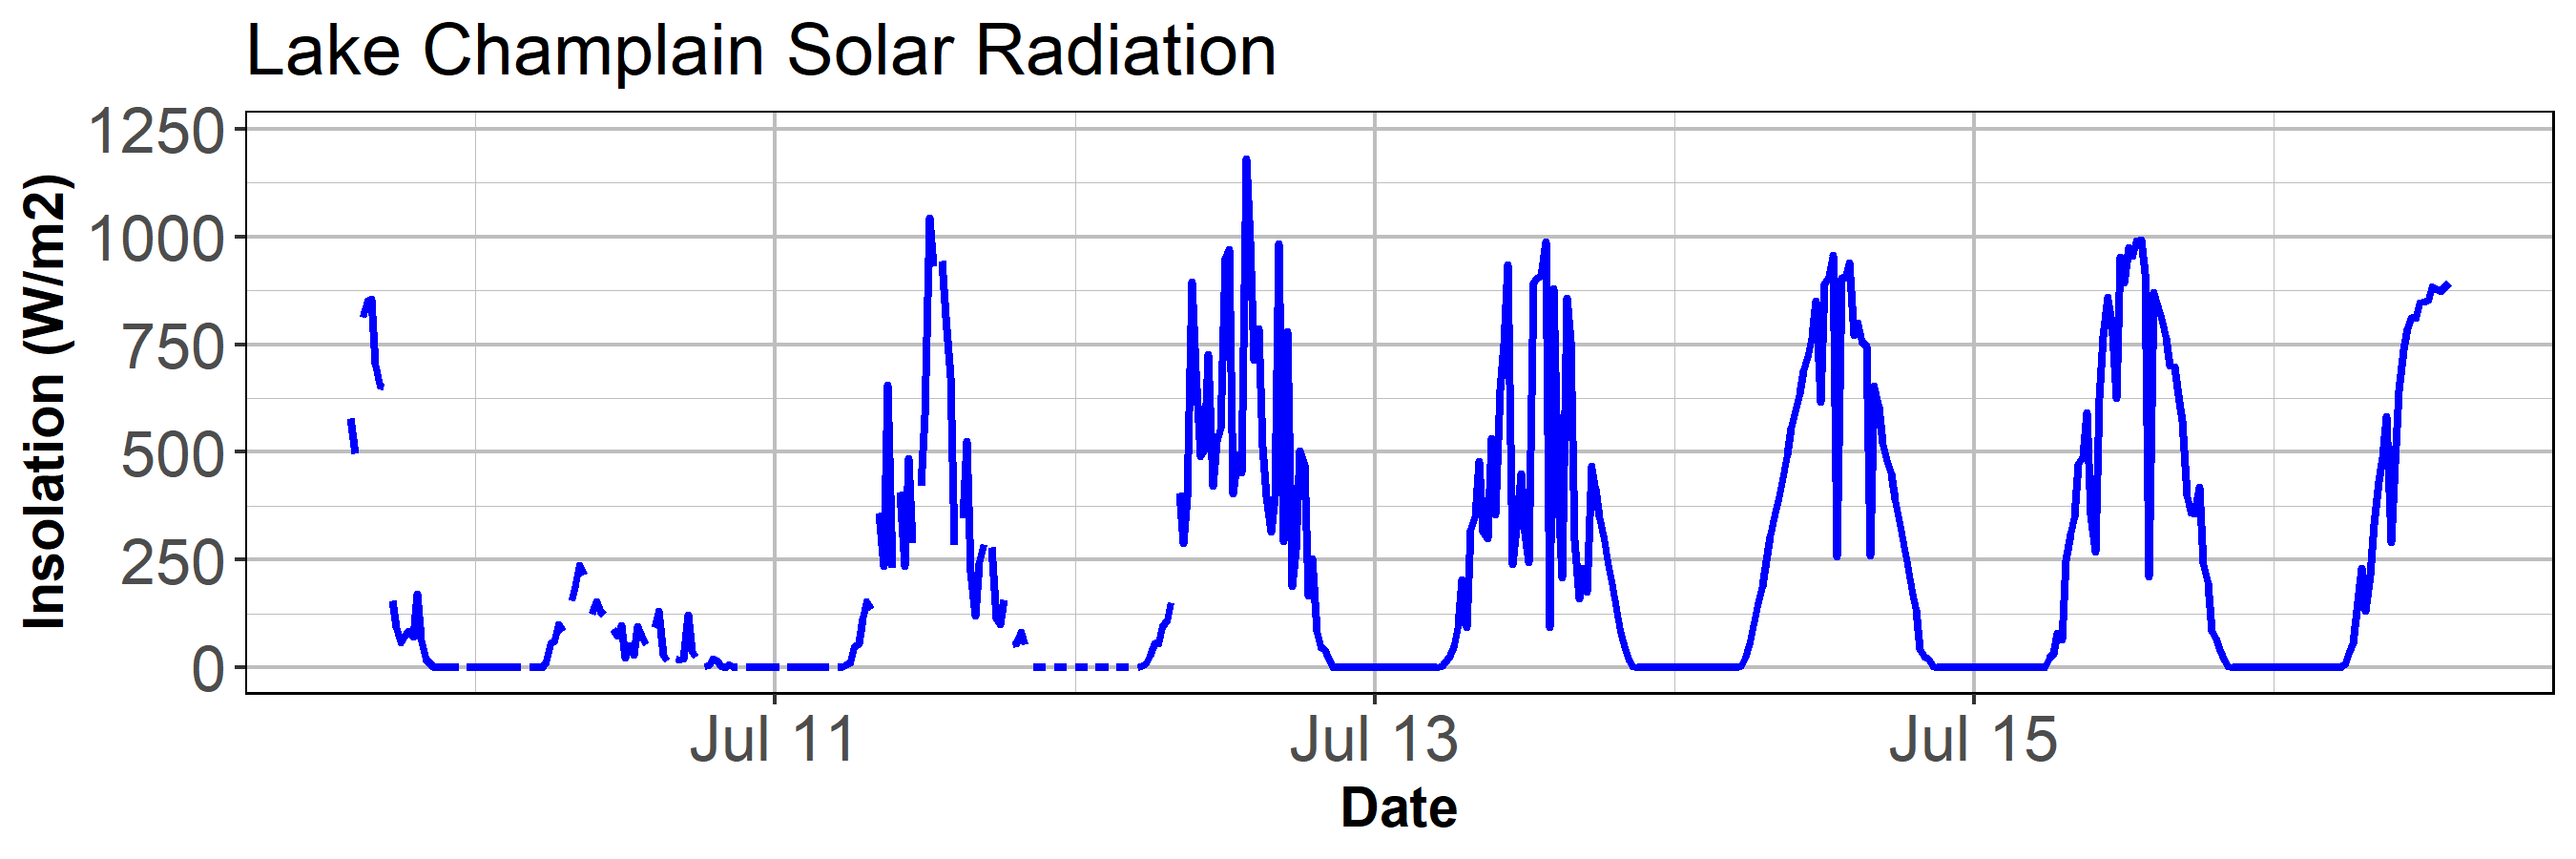 Lake Champlain Solar Radiation
1250
1000
750
500
250
0
Insolation (W/m2)
Jul 11
Jul 13
Jul 15
Date